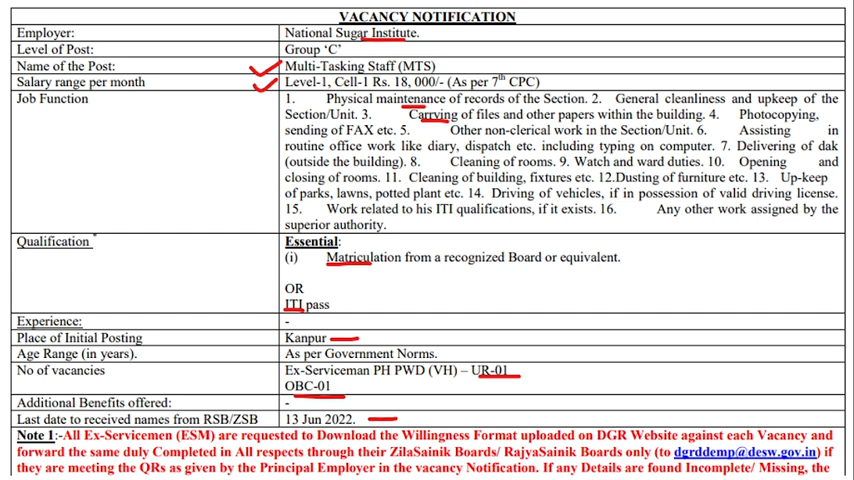 VACANCY NOTIFICATION
Employer: National Sugar Institute.
Level of Post: Group ‘C’
Name of the Post: Multi-Tasking Staff (MTS)
Salary range per month Level-1, Cell-1 Rs. 18, 000/- (As per 7th CPC)
Job Function 1. Physical maintenance of records of the Section. 2. General cleanliness and upkeep of the
Section/Unit. 3. Carrying of files and other papers within the building. 4. Photocopying,
sending of FAX etc. 5. Other non-clerical work in the Section/Unit. 6. Assisting in
routine office work like diary, dispatch etc. including typing on computer. 7. Delivering of dak
(outside the building). 8. Cleaning of rooms. 9. Watch and ward duties. 10. Opening and
closing of rooms. 11. Cleaning of building, fixtures etc. 12.Dusting of furniture etc. 13. Up-keep
of parks, lawns, potted plant etc. 14. Driving of vehicles, if in possession of valid driving license.
15. Work related to his ITI qualifications, if it exists. 16. Any other work assigned by the
superior authority.
Qualification Essential:
(i) Matriculation from a recognized Board or equivalent.
OR
ITI pass
Experience: -
Place of Initial Posting Kanpur
Age Range (in years). As per Government Norms.
No of vacancies Ex-Serviceman PH PWD (VH) – UR-01
OBC-01
Additional Benefits offered: -
Last date to received names from RSB/ZSB 13 Jun 2022.
Note 1:-All Ex-Servicemen (ESM) are requested to Download the Willingness Format uploaded on DGR Website against each Vacancy and
forward the same duly Completed in All respects through their ZilaSainik Boards/ RajyaSainik Boards only (to dgrddemp@desw.gov.in) if
they are meeting the QRs as given by the Principal Employer in the vacancy Notification. If any Details are found Incomplete/ Missing, the